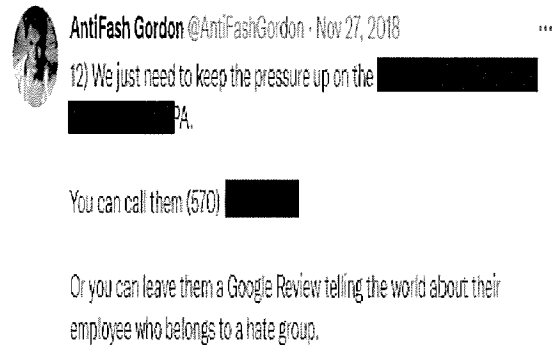 AntiFash Gordon @AntiFashGordon · Nov 27, 2018 ...
12) We just need to keep the pressure up on the
PA.
You can call them (570)
Or you can leave them a Google Review telling the world about their
employee who belongs to a hate group.